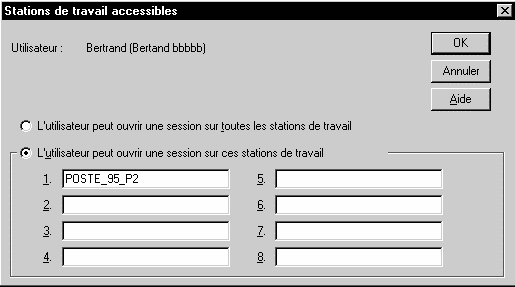 Stations de travail accessibles
Utilisateur : Bertrand (Bertand bbbbb)
OK
Annuler
Aide
L'utilisateur peut ouvrir une session sur toutes les stations de travail
L'utilisateur peut ouvrir une session sur ces stations de travail
1. POSTE_95_P2 5.
2. 6.
3. 7.
4. 8.